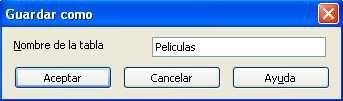 Guardar como
Nombre de la tabla Peliculas
Aceptar Cancelar Ayuda